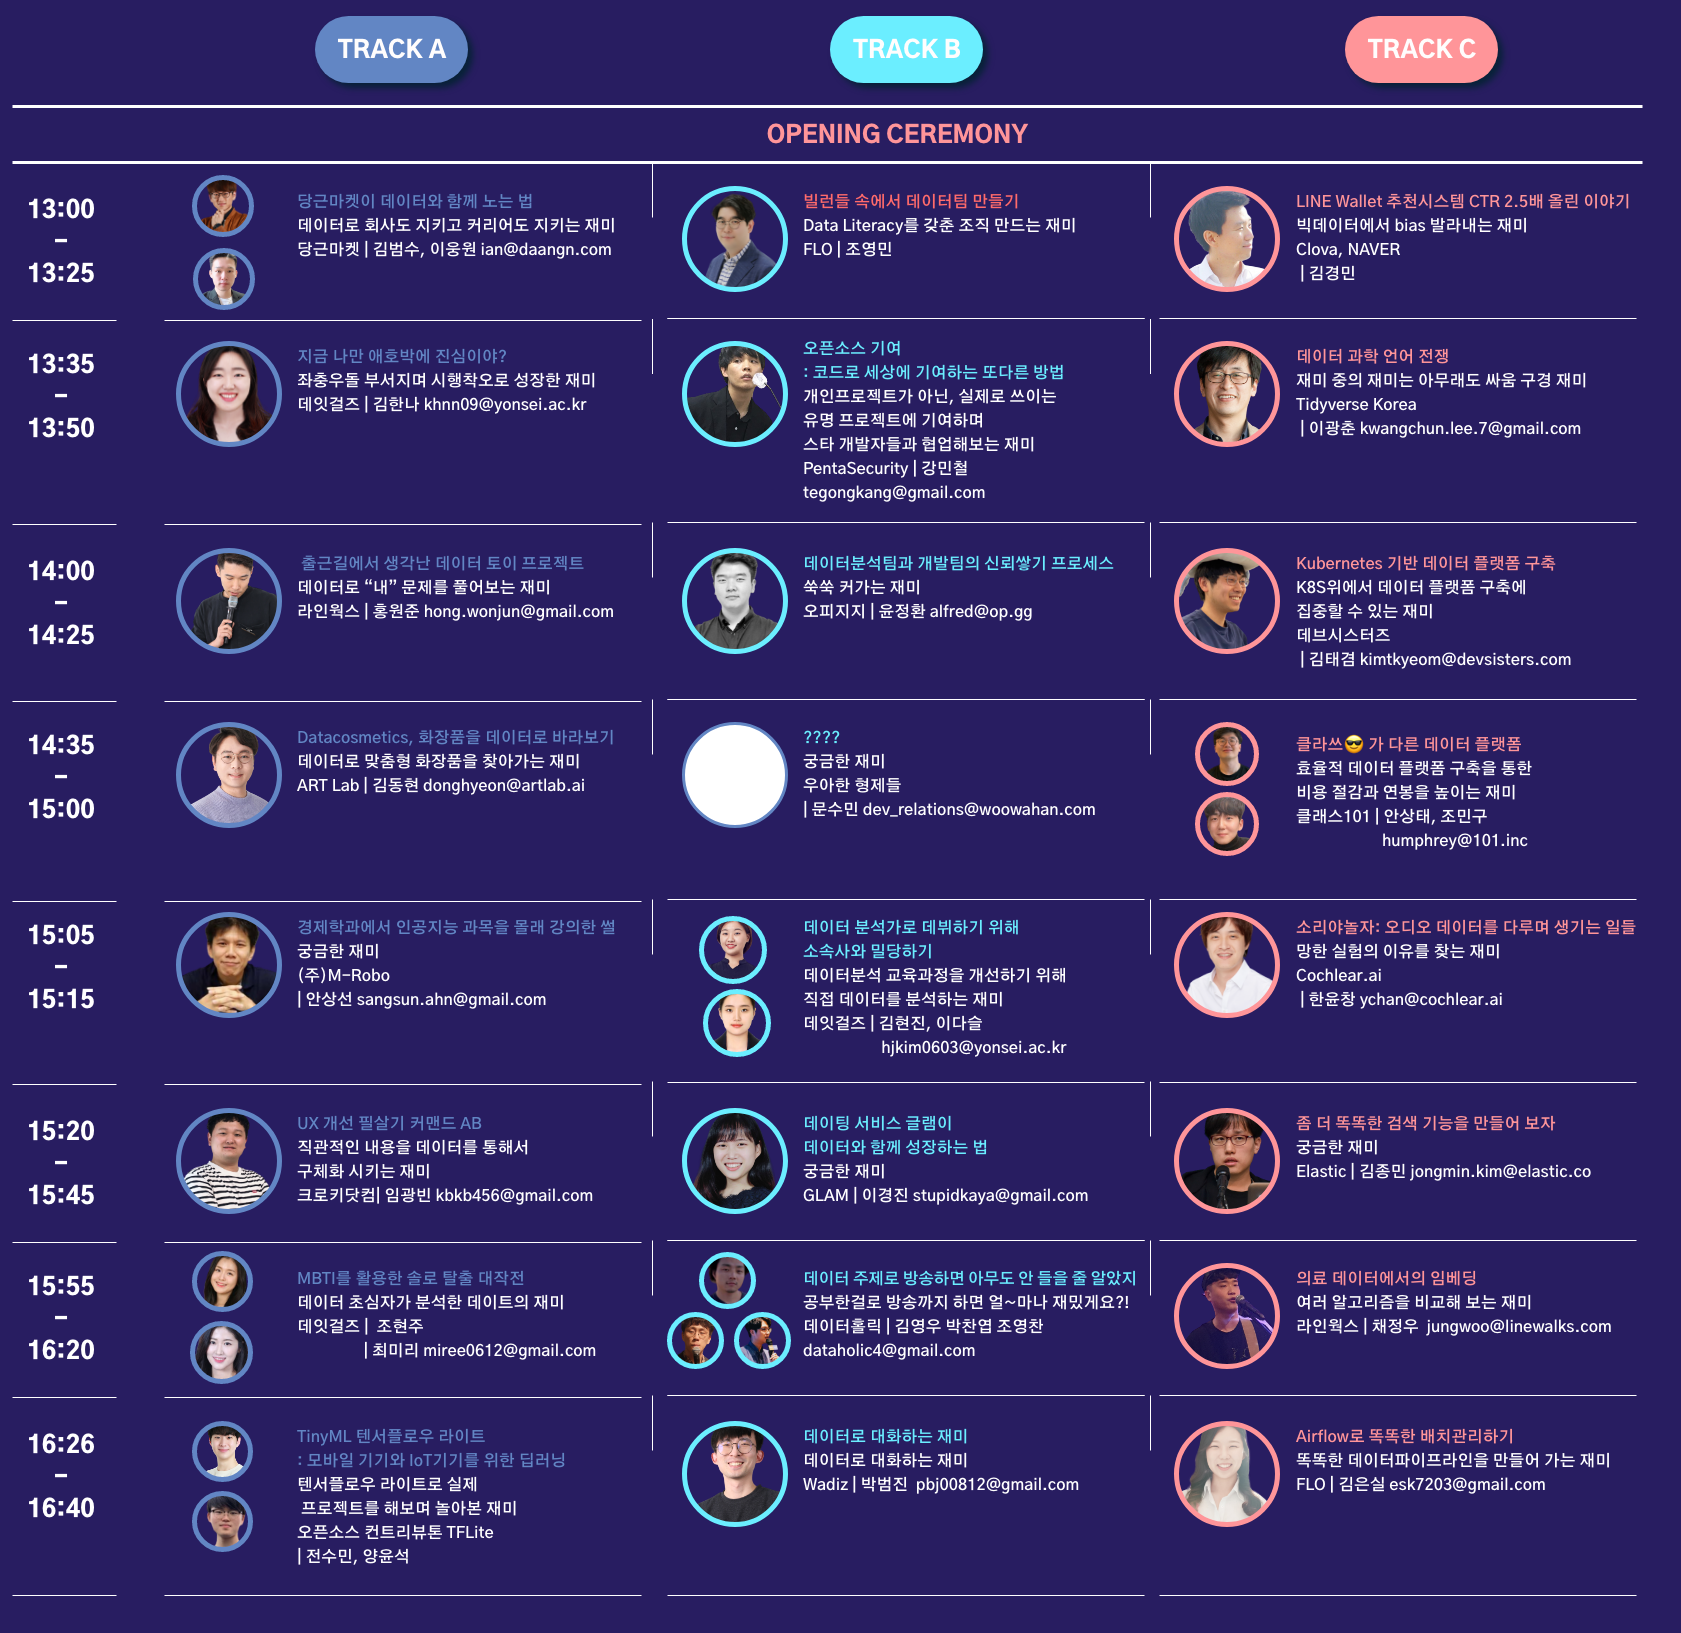 TRACK A
TRACK B
TRACK C
OPENING CEREMONY
13:00
–
13:25
당근마켓이 데이터와 함께 노는 법
데이터로 회사도 지키고 커리어도 지키는 재미
당근마켓 | 김범수, 이웅원 ian@daangn.com
빌런들 속에서 데이터팀 만들기
Data Literacy를 갖춘 조직 만드는 재미
FLO | 조영민
LINE Wallet 추천시스템 CTR 2.5배 올린 이야기
빅데이터에서 bias 발라내는 재미
Clova, NAVER
| 김경민
13:35
–
13:50
지금 나만 애호박에 진심이야?
좌충우돌 부서지며 시행착오로 성장한 재미
데잇걸즈 | 김한나 khnn09@yonsei.ac.kr
오픈소스 기여
: 코드로 세상에 기여하는 또다른 방법
개인프로젝트가 아닌, 실제로 쓰이는
유명 프로젝트에 기여하며
스타 개발자들과 협업해보는 재미
PentaSecurity | 강민철
tegongkang@gmail.com
데이터 과학 언어 전쟁
재미 중의 재미는 아무래도 싸움 구경 재미
Tidyverse Korea
| 이광춘 kwangchun.lee.7@gmail.com
14:00
–
14:25
출근길에서 생각난 데이터 토이 프로젝트
데이터로 “내” 문제를 풀어보는 재미
라인웍스 | 홍원준 hong.wonjun@gmail.com
데이터분석팀과 개발팀의 신뢰쌓기 프로세스
쑥쑥 커가는 재미
오피지지 | 윤정환 alfred@op.gg
Kubernetes 기반 데이터 플랫폼 구축
K8S위에서 데이터 플랫폼 구축에
집중할 수 있는 재미
데브시스터즈
| 김태겸 kimtkyeom@devsisters.com
14:35
–
15:00
Datacosmetics, 화장품을 데이터로 바라보기
데이터로 맞춤형 화장품을 찾아가는 재미
ART Lab | 김동현 donghyeon@artlab.ai
????
궁금한 재미
우아한 형제들
| 문수민 dev_relations@woowahan.com
클라쓰😎 가 다른 데이터 플랫폼
효율적 데이터 플랫폼 구축을 통한
비용 절감과 연봉을 높이는 재미
클래스101 | 안상태, 조민구
humphrey@101.inc
15:05
–
15:15
경제학과에서 인공지능 과목을 몰래 강의한 썰
궁금한 재미
(주)M-Robo
| 안상선 sangsun.ahn@gmail.com
데이터 분석가로 데뷔하기 위해
소속사와 밀당하기
데이터분석 교육과정을 개선하기 위해
직접 데이터를 분석하는 재미
데잇걸즈 | 김현진, 이다슬
hjkim0603@yonsei.ac.kr
소리야놀자: 오디오 데이터를 다루며 생기는 일들
망한 실험의 이유를 찾는 재미
Cochlear.ai
| 한윤창 ychan@cochlear.ai
15:20
–
15:45
UX 개선 필살기 커맨드 AB
직관적인 내용을 데이터를 통해서
구체화 시키는 재미
크로키닷컴| 임광빈 kbkb456@gmail.com
데이팅 서비스 글램이
데이터와 함께 성장하는 법
궁금한 재미
GLAM | 이경진 stupidkaya@gmail.com
좀 더 똑똑한 검색 기능을 만들어 보자
궁금한 재미
Elastic | 김종민 jongmin.kim@elastic.co
15:55
–
16:20
MBTI를 활용한 솔로 탈출 대작전
데이터 초심자가 분석한 데이트의 재미
데잇걸즈 | 조현주
| 최미리 miree0612@gmail.com
데이터 주제로 방송하면 아무도 안 들을 줄 알았지
공부한걸로 방송까지 하면 얼~마나 재밌게요?!
데이터홀릭 | 김영우 박찬엽 조영찬
dataholic4@gmail.com
의료 데이터에서의 임베딩
여러 알고리즘을 비교해 보는 재미
라인웍스 | 채정우 jungwoo@linewalks.com
16:26
–
16:40
TinyML 텐서플로우 라이트
: 모바일 기기와 IoT기기를 위한 딥러닝
텐서플로우 라이트로 실제
프로젝트를 해보며 놀아본 재미
오픈소스 컨트리뷰톤 TFLite
| 전수민, 양윤석
데이터로 대화하는 재미
데이터로 대화하는 재미
Wadiz | 박범진 pbj00812@gmail.com
Airflow로 똑똑한 배치관리하기
똑똑한 데이터파이프라인을 만들어 가는 재미
FLO | 김은실 esk7203@gmail.com